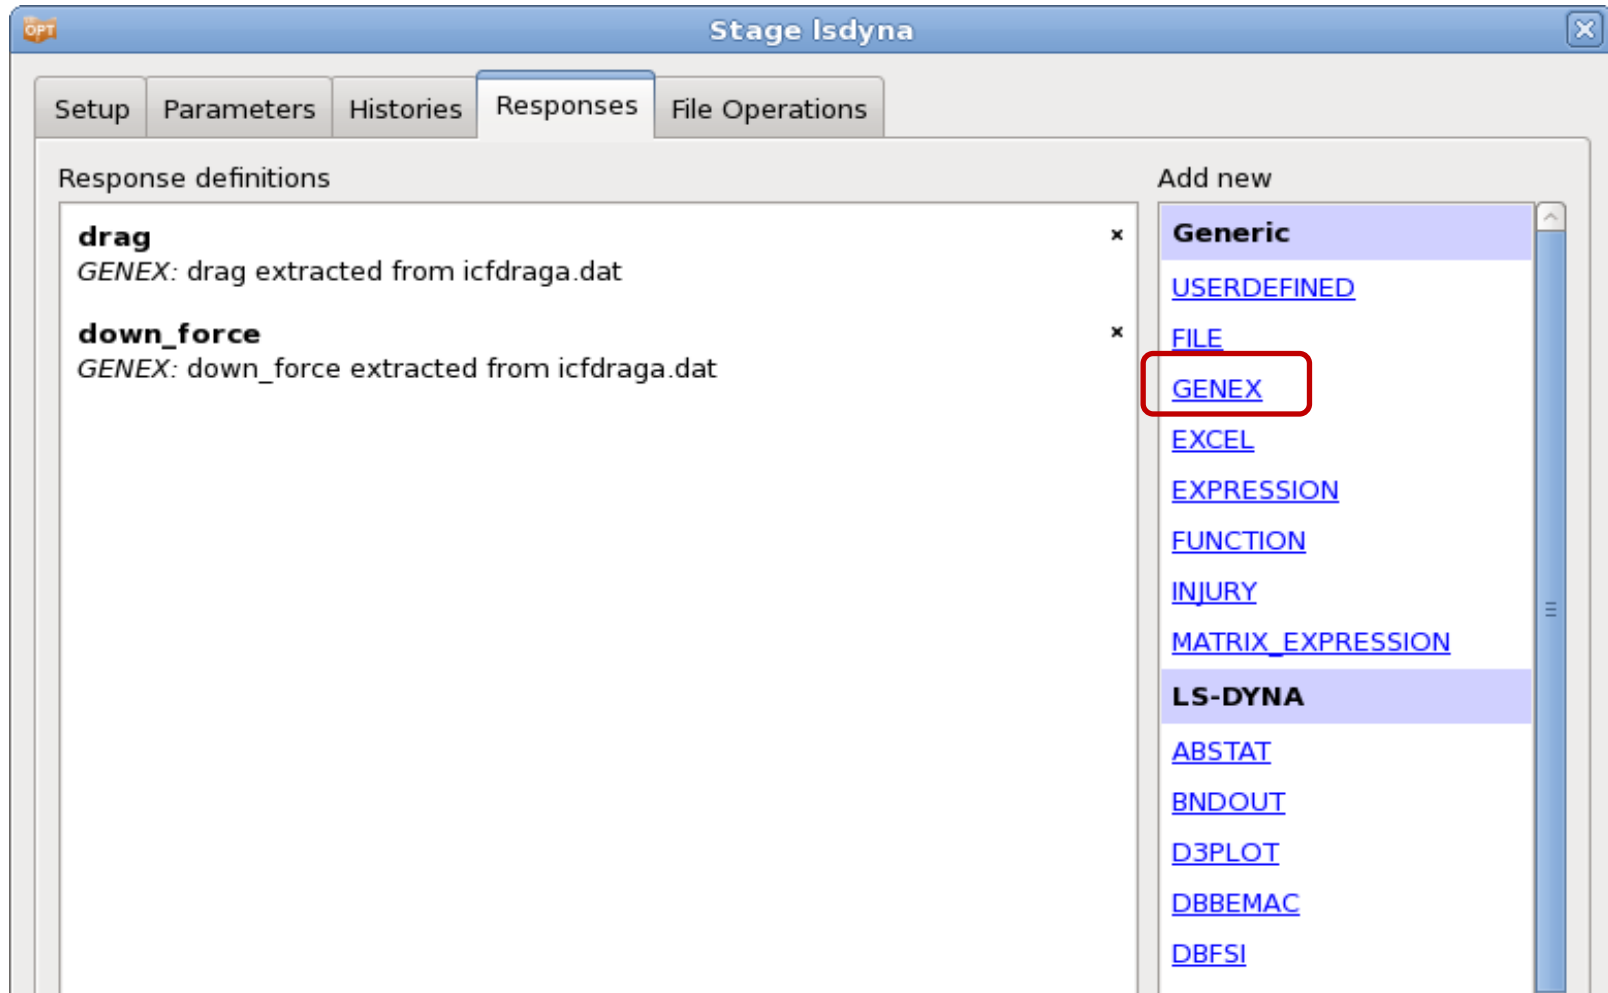 OPT
Stage lsdyna
Setup
Parameters
Histories
Responses
File Operations
Response definitions
drag
GENEX: drag extracted from icfdraga.dat
down_force
GENEX: down_force extracted from icfdraga.dat
Add new
Generic
USERDEFINED
FILE
GENEX
EXCEL
EXPRESSION
FUNCTION
INJURY
MATRIX_EXPRESSION
LS-DYNA
ABSTAT
BNDOUT
D3PLOT
DBBEMAC
DBFSI